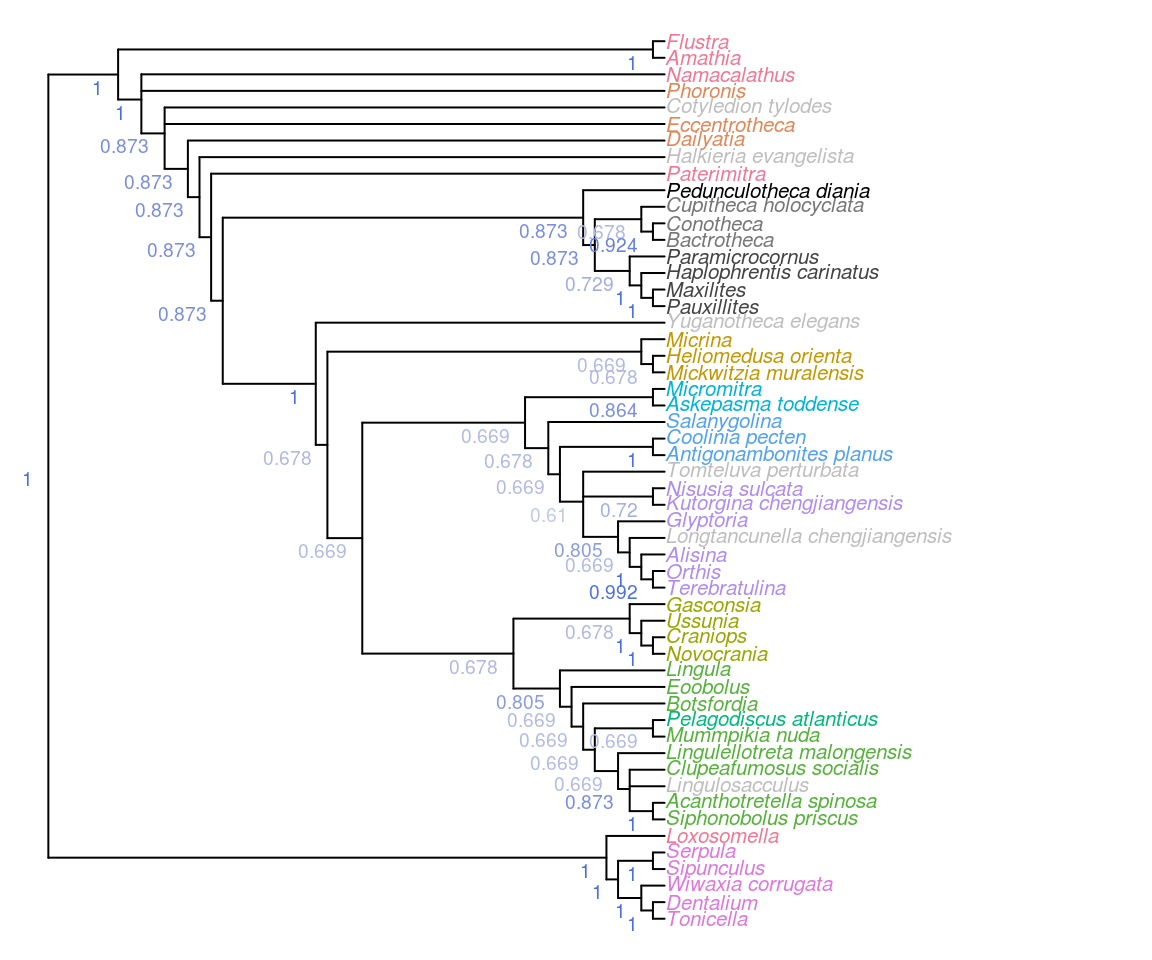 Flustra
Amathia
1
Namacalathus
1
Phoronis
1
Cotyledion tylodes
Eccentrotheca
Dailyatia
0.873
Halkieria evangelista
Paterimitra
0.873
Pedunculotheca diania
Cupitheca holocyclata
0.873
Conotheca
0.873 0.678
Bactrotheca
0.924
0.873
Paramicrocornus
0.873
Haplophrentis carinatus
0.729
Maxilites
1
Pauxillites
1
0.873
Yuganotheca elegans
Micrina
Heliomedusa orienta
0.669
Mickwitzia muralensis
0.678
Micromitra
1
Askepasma toddense
0.864
Salanygolina
0.669
Coolinia pecten
Antigonambonites planus
0.678
0.678
1
Tomteluva perturbata
1
0.669
Nisusia sulcata
Kutorgina chengjiangensis
0.72
0.61
Glyptoria
Longtancunella chengjiangensis
0.669
0.805
Alisina
0.669
Orthis
1
Terebratulina
0.992
Gasconsia
Ussunia
0.678
Craniops
1
Novocrania
1
0.678
Lingula
Eoobolus
0.805
Botsfordia
0.669
Pelagodiscus atlanticus
Mummpikia nuda
0.669 0.669
Lingulellotreta malongensis
0.669
Clupeafumosus socialis
0.669
Lingulosacculus
0.873
Acanthotretella spinosa
Siphonobolus priscus
1
Loxosomella
Serpula
Sipunculus
1 1
Wiwaxia corrugata
1
Dentalium
1
Tonicella
1